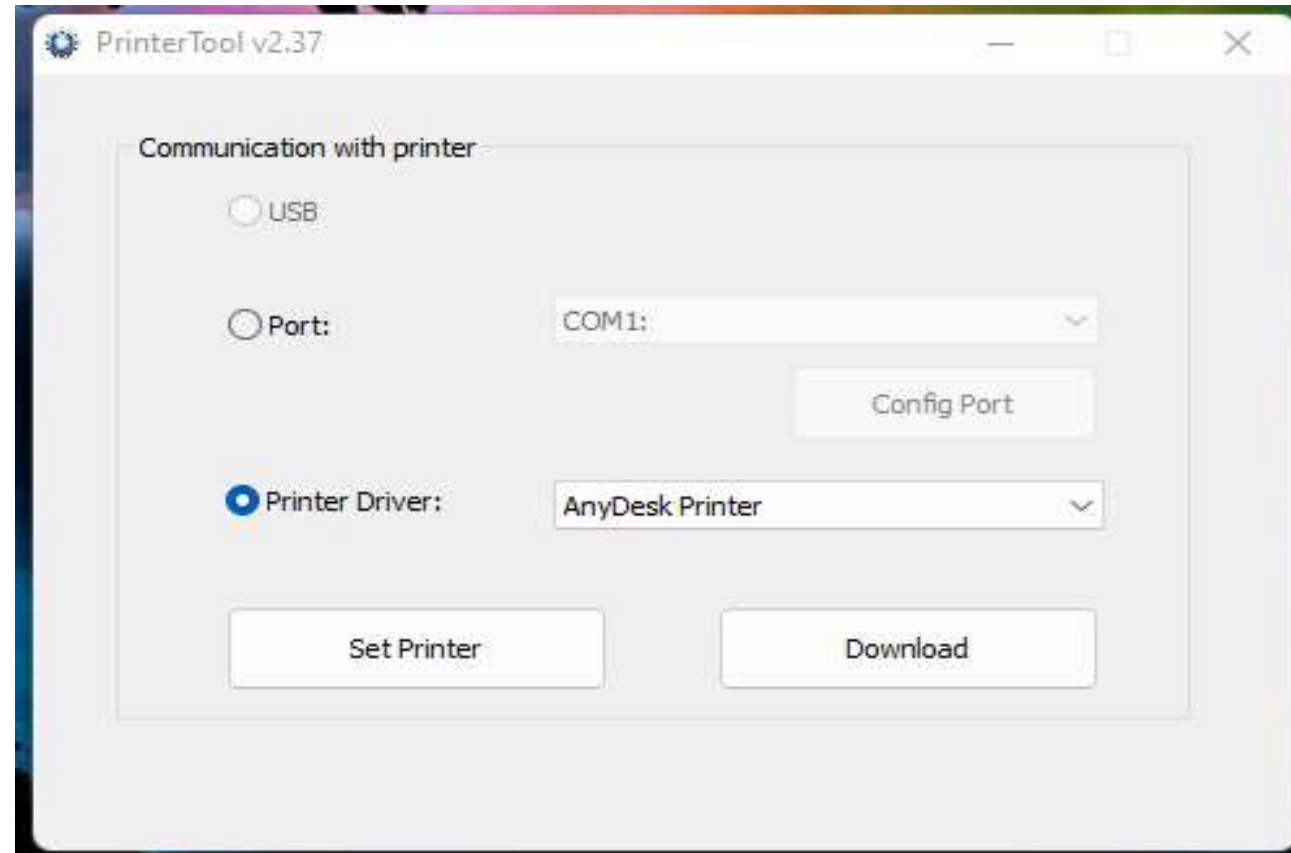 PrinterTool v2.37
Communication with printer
USB
Port: COM1:
Config Port
Printer Driver: AnyDesk Printer
Set Printer Download